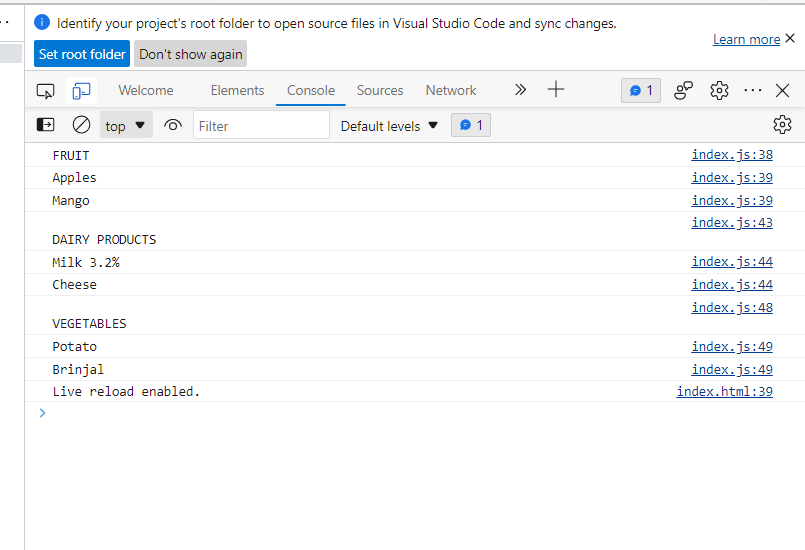 Identify your project's root folder to open source files in Visual Studio Code and sync changes.
Learn more
Set root folder Don't show again
Welcome Elements Console Sources Network 1
top Filter Default levels 1
FRUIT index.js:38
Apples index.js:39
Mango index.js:39
index.js:43
DAIRY PRODUCTS
Milk 3.2% index.js:44
Cheese index.js:44
index.js:48
VEGETABLES
Potato index.js:49
Brinjal index.js:49
Live reload enabled. index.html:39